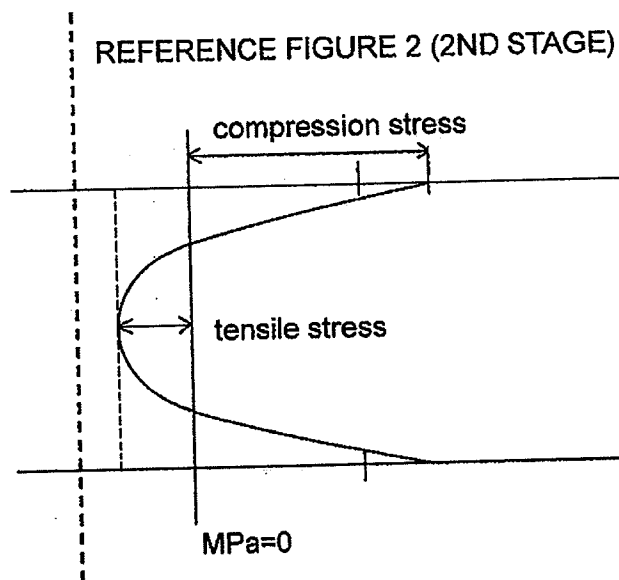 REFERENCE FIGURE 2 (2ND STAGE)
compression stress
tensile stress
MPa=0